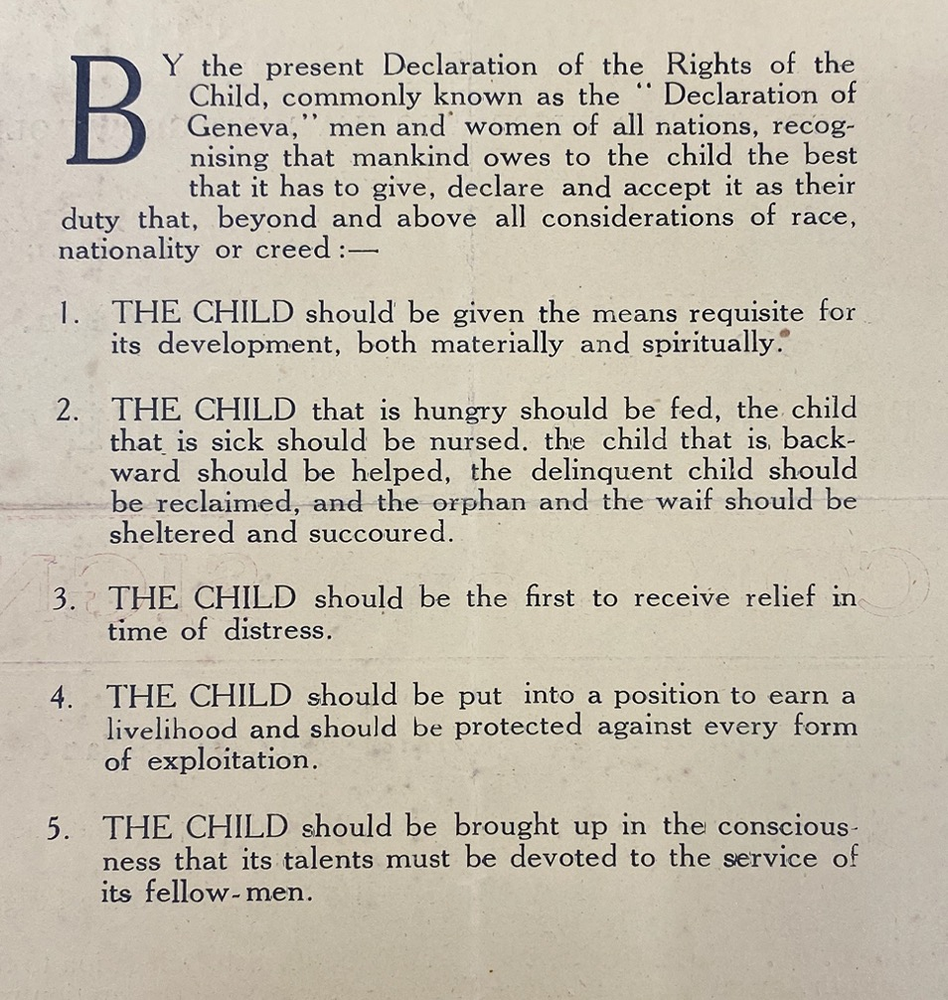 BY the present Declaration of the Rights of the
Child, commonly known as the " Declaration of
Geneva," men and women of all nations, recog-
nising that mankind owes to the child the best
that it has to give, declare and accept it as their
duty that, beyond and above all considerations of race,
nationality or creed :—
1. THE CHILD should be given the means requisite for
its development, both materially and spiritually.
2. THE CHILD that is hungry should be fed, the child
that is sick should be nursed. the child that is back-
ward should be helped, the delinquent child should
be reclaimed, and the orphan and the waif should be
sheltered and succoured.
3. THE CHILD should be the first to receive relief in
time of distress.
4. THE CHILD should be put into a position to earn a
livelihood and should be protected against every form
of exploitation.
5. THE CHILD should be brought up in the conscious-
ness that its talents must be devoted to the service of
its fellow-men.